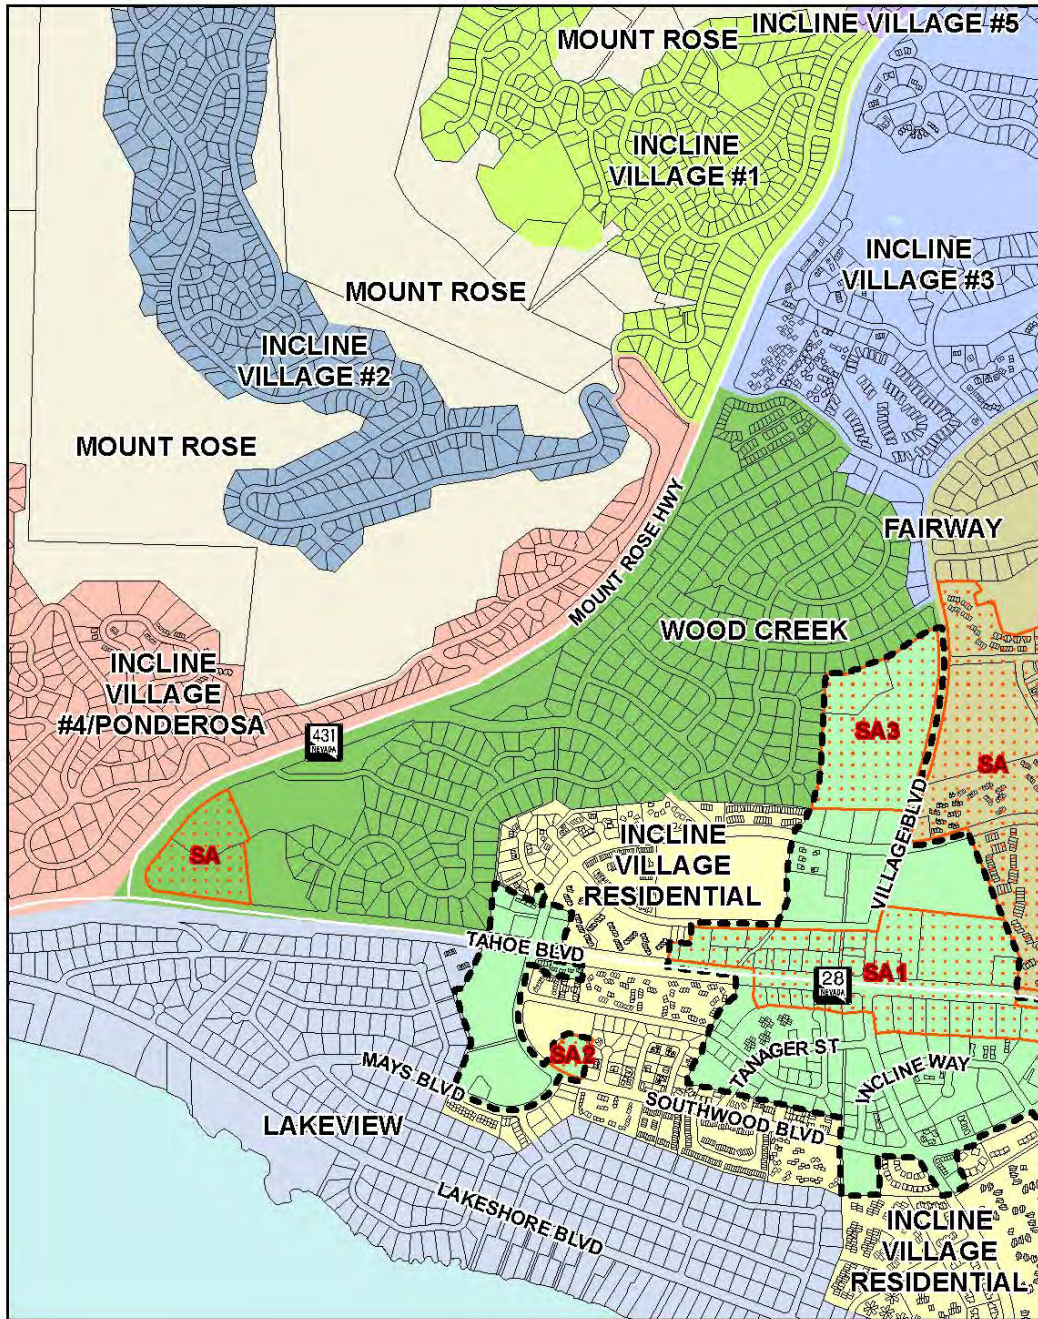 INCLINE VILLAGE #5
MOUNT ROSE
INCLINE
VILLAGE #1
INCLINE
VILLAGE #3
MOUNT ROSE
INCLINE
VILLAGE #2
MOUNT ROSE
MOUNT ROSE HWY
FAIRWAY
WOOD CREEK
INCLINE
VILLAGE
#4/PONDEROSA
431
NEVADA
SA3
SA
VILLAGE BLVD
SA
INCLINE
VILLAGE
RESIDENTIAL
TAHOE BLVD
SA1
28
NEVADA
SA2
TANAGER ST
INCLINE WAY
MAYS BLVD
SOUTHWOOD BLVD
LAKEVIEW
LAKESHORE BLVD
INCLINE
VILLAGE
RESIDENTIAL